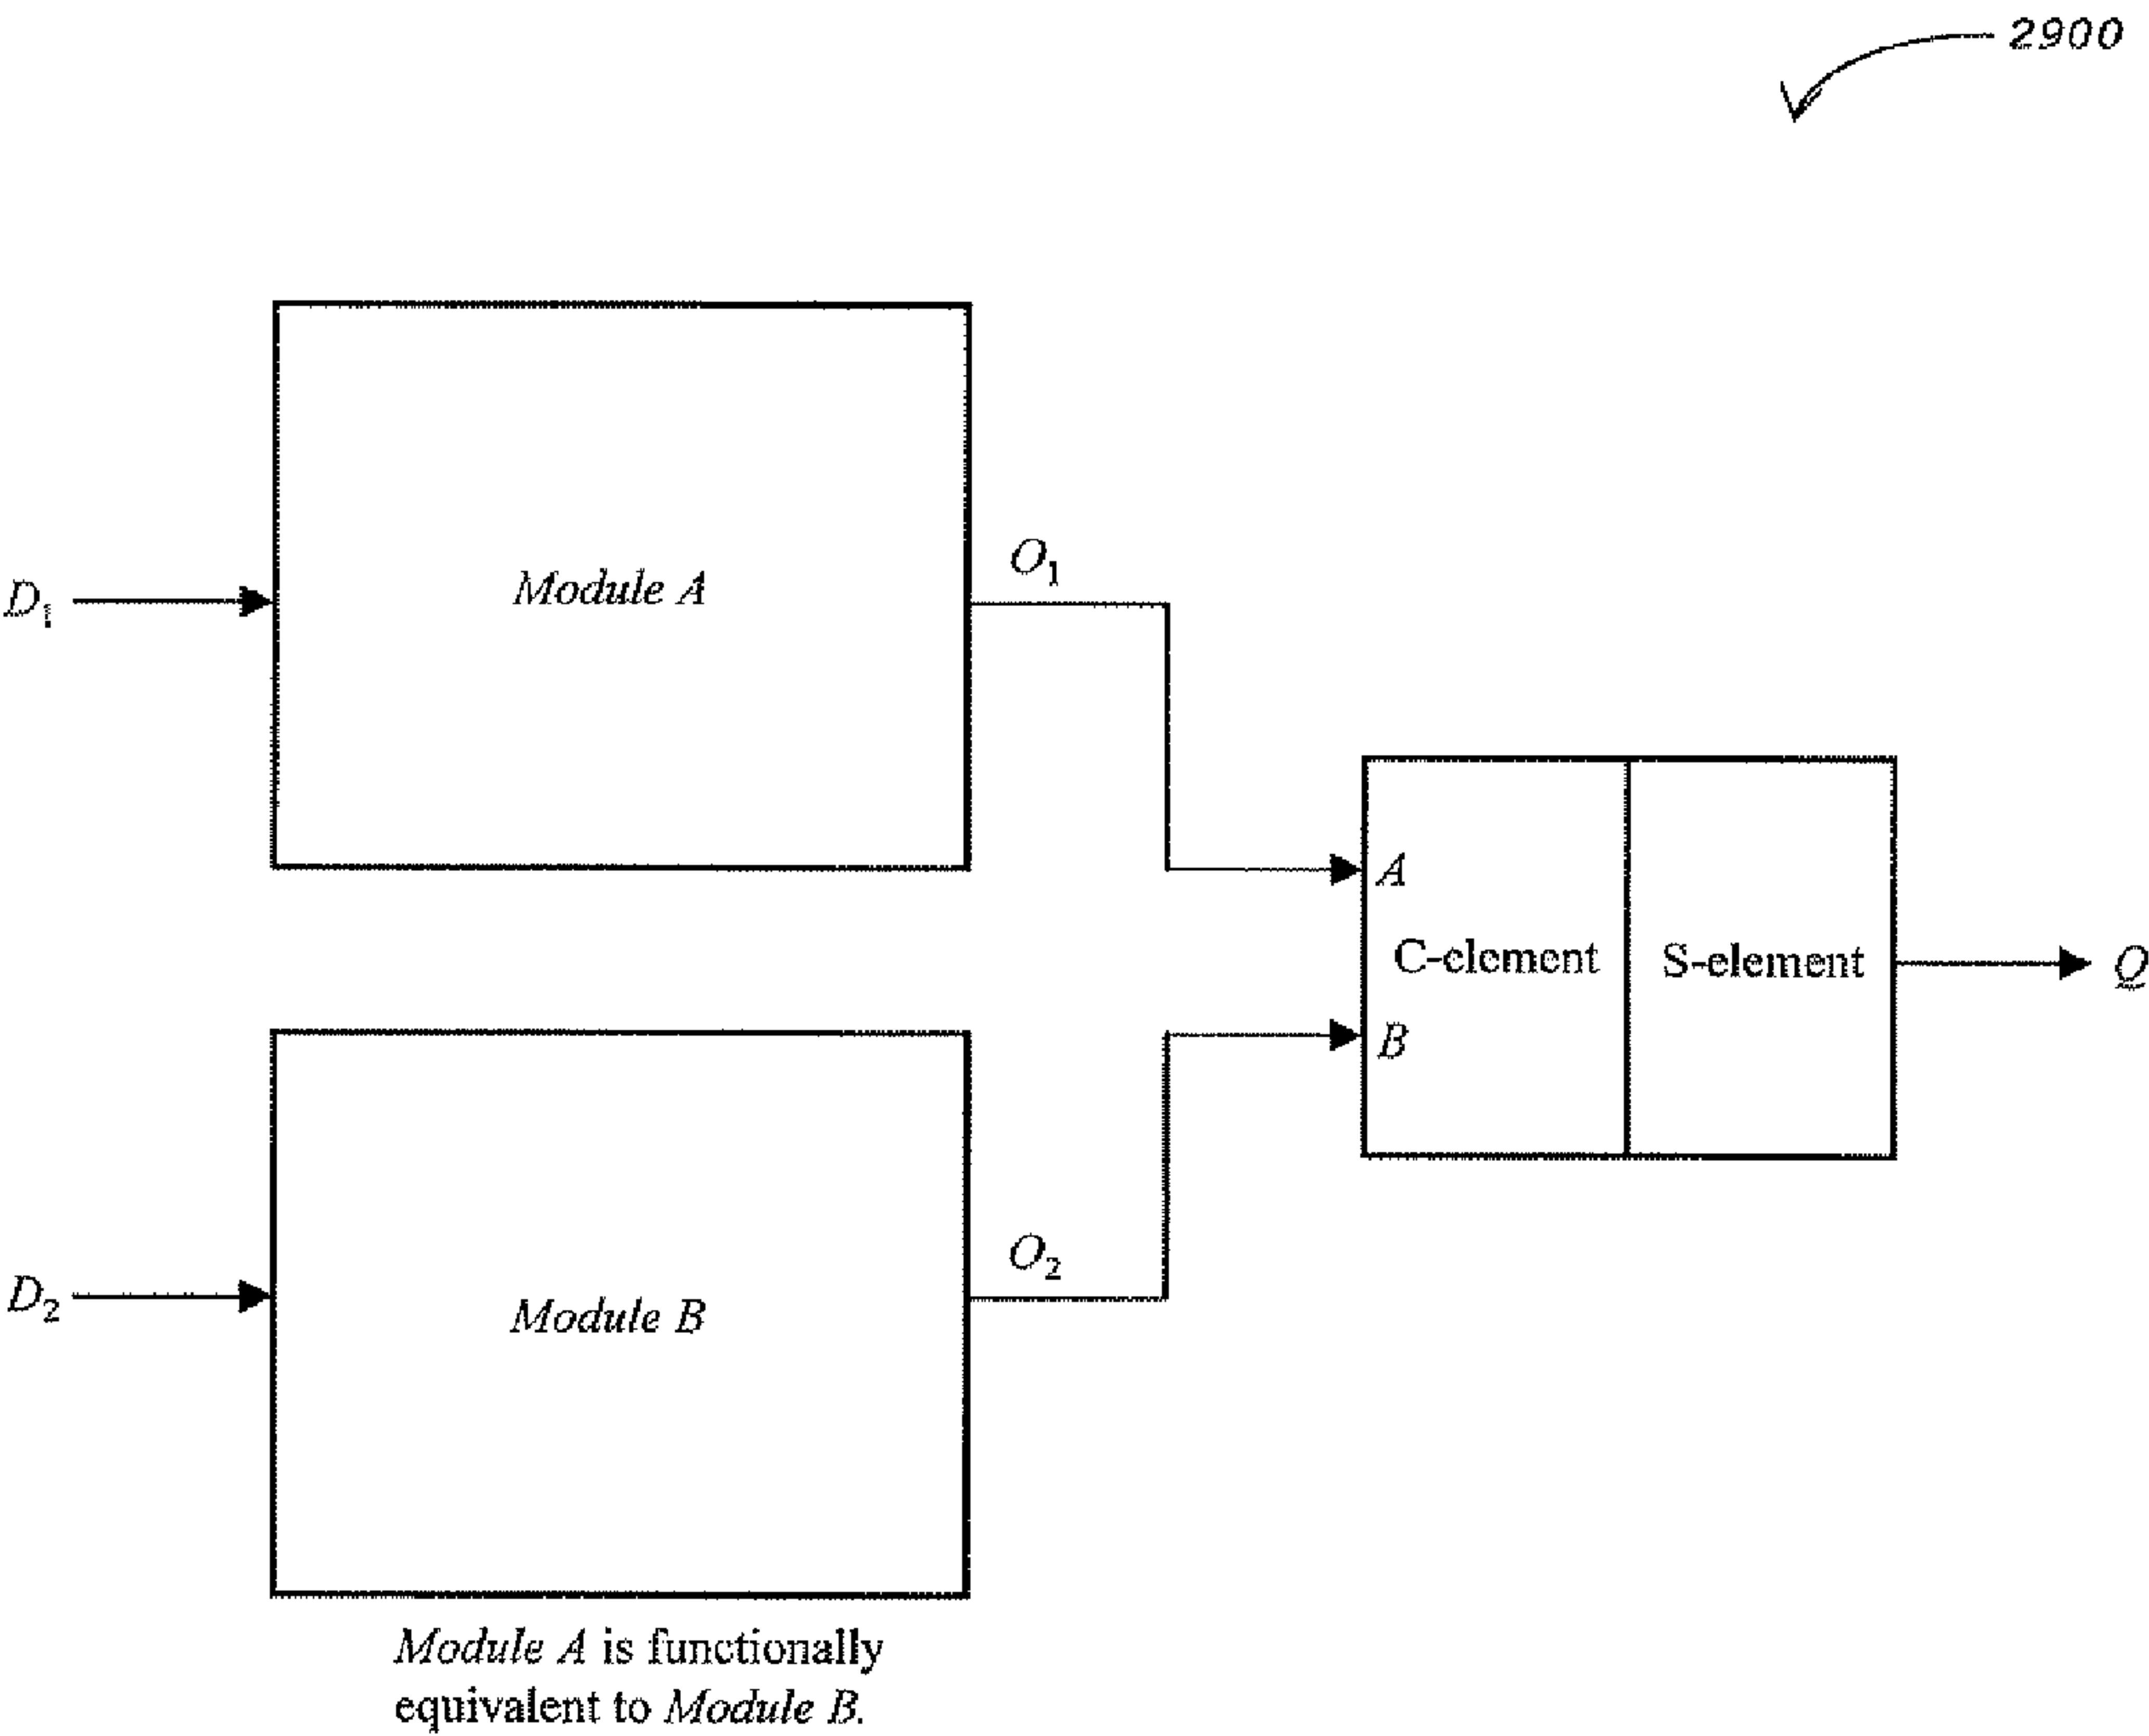 2900
O₁
D₁
Module A
A
C-element
S-element
Q
B
O₂
D₂
Module B
Module A is functionally
equivalent to Module B.